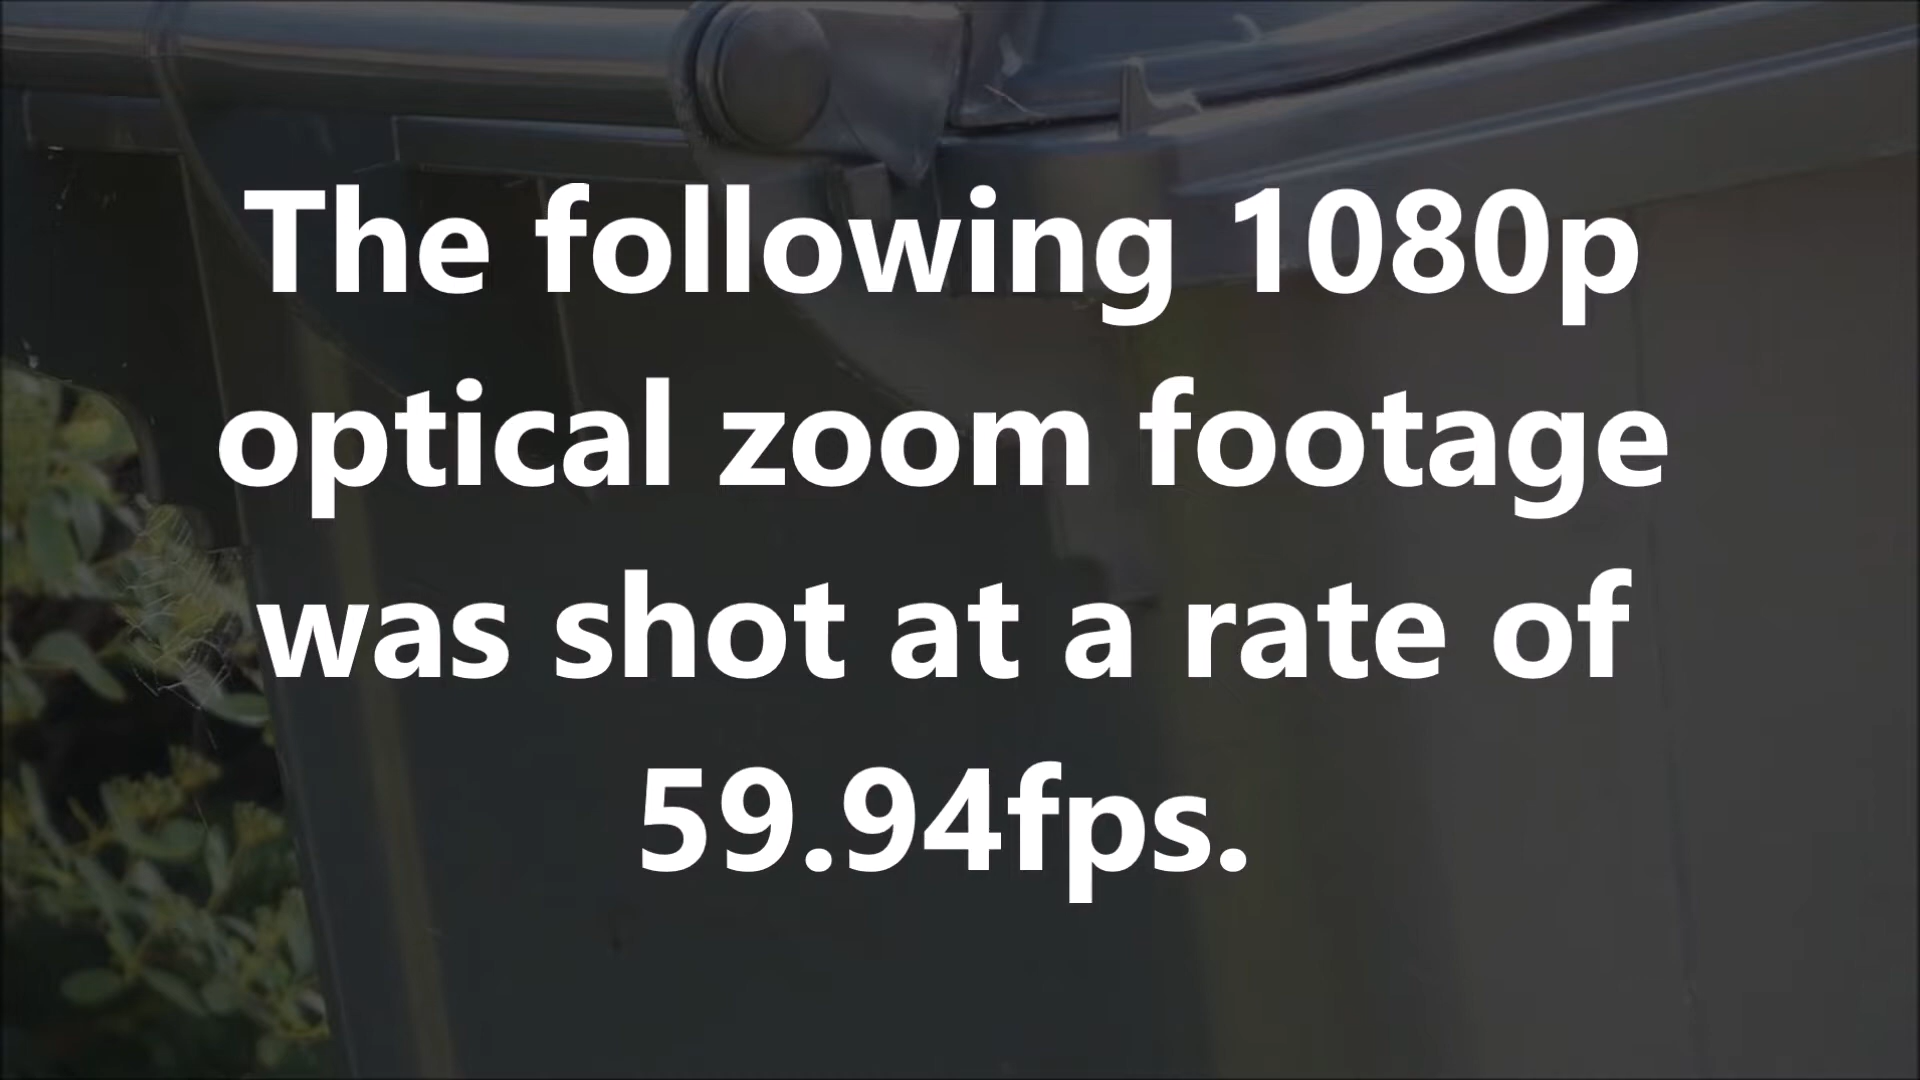 The following 1080p
optical zoom footage
was shot at a rate of
59.94fps.